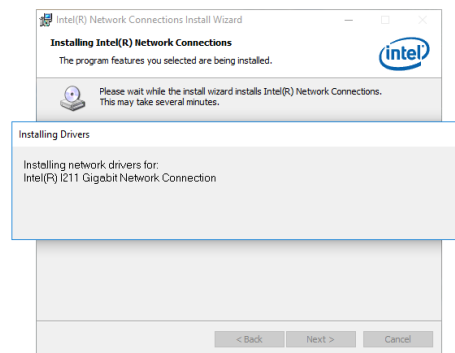 Intel(R) Network Connections Install Wizard
Installing Intel(R) Network Connections
The program features you selected are being installed.
intel
Please wait while the install wizard installs Intel(R) Network Connections.
This may take several minutes.
Installing Drivers
Installing network drivers for:
Intel(R) I211 Gigabit Network Connection
< Back
Next >
Cancel